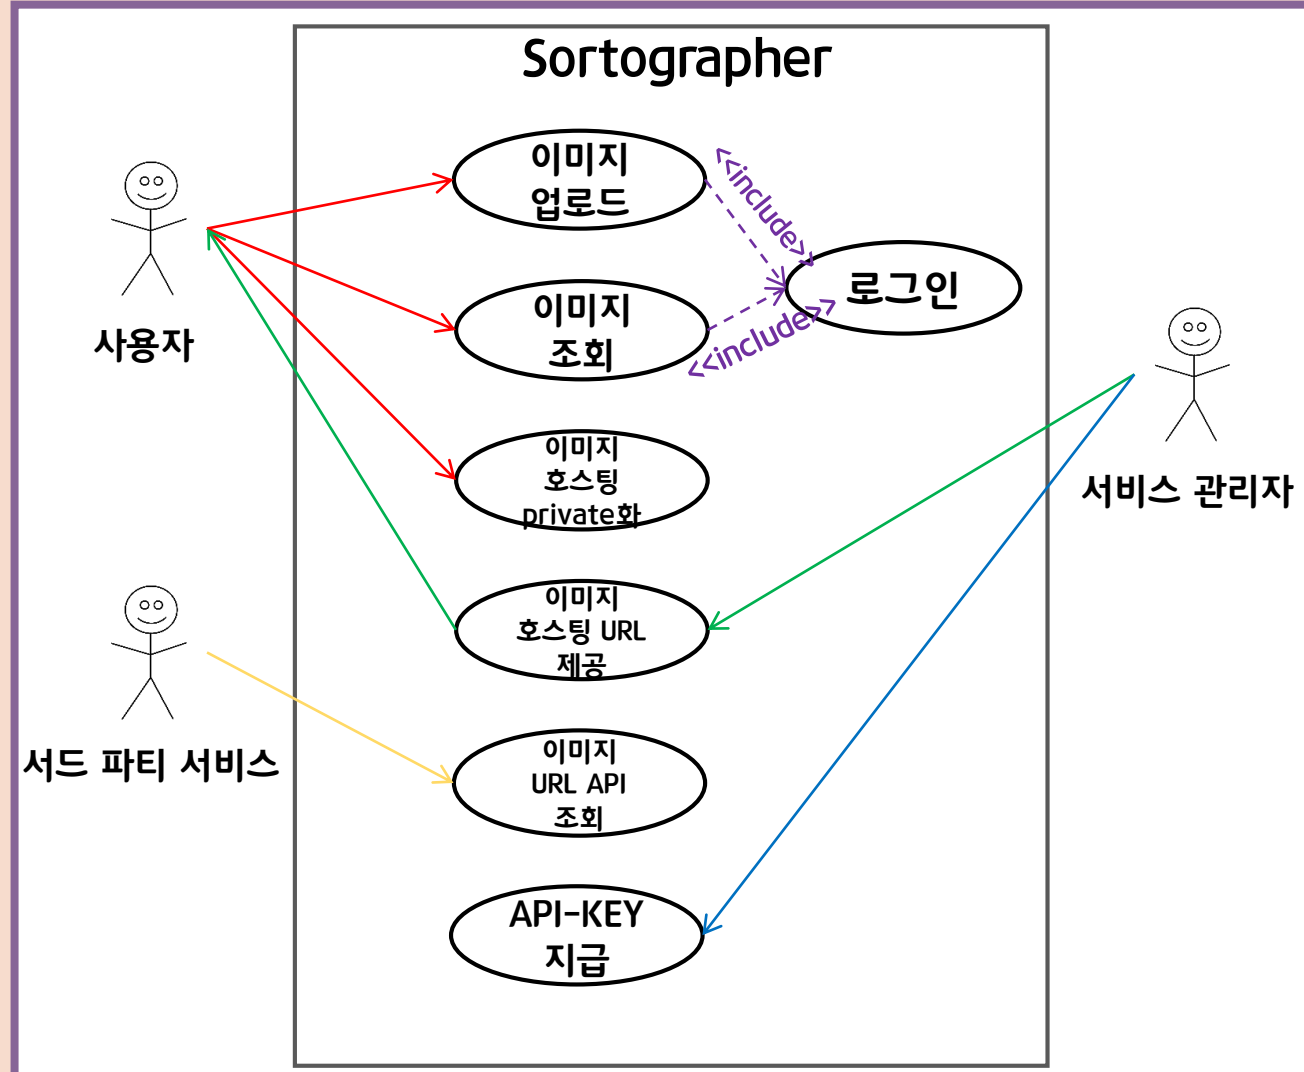 Sortographer
이미지
업로드
<<include>>
로그인
이미지
조회
<<include>>
사용자
이미지
호스팅
private화
서비스 관리자
이미지
호스팅 URL
제공
서드 파티 서비스
이미지
URL API
조회
API-KEY
지급